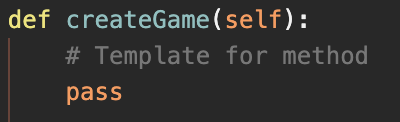 def createGame(self):
    # Template for method
    pass